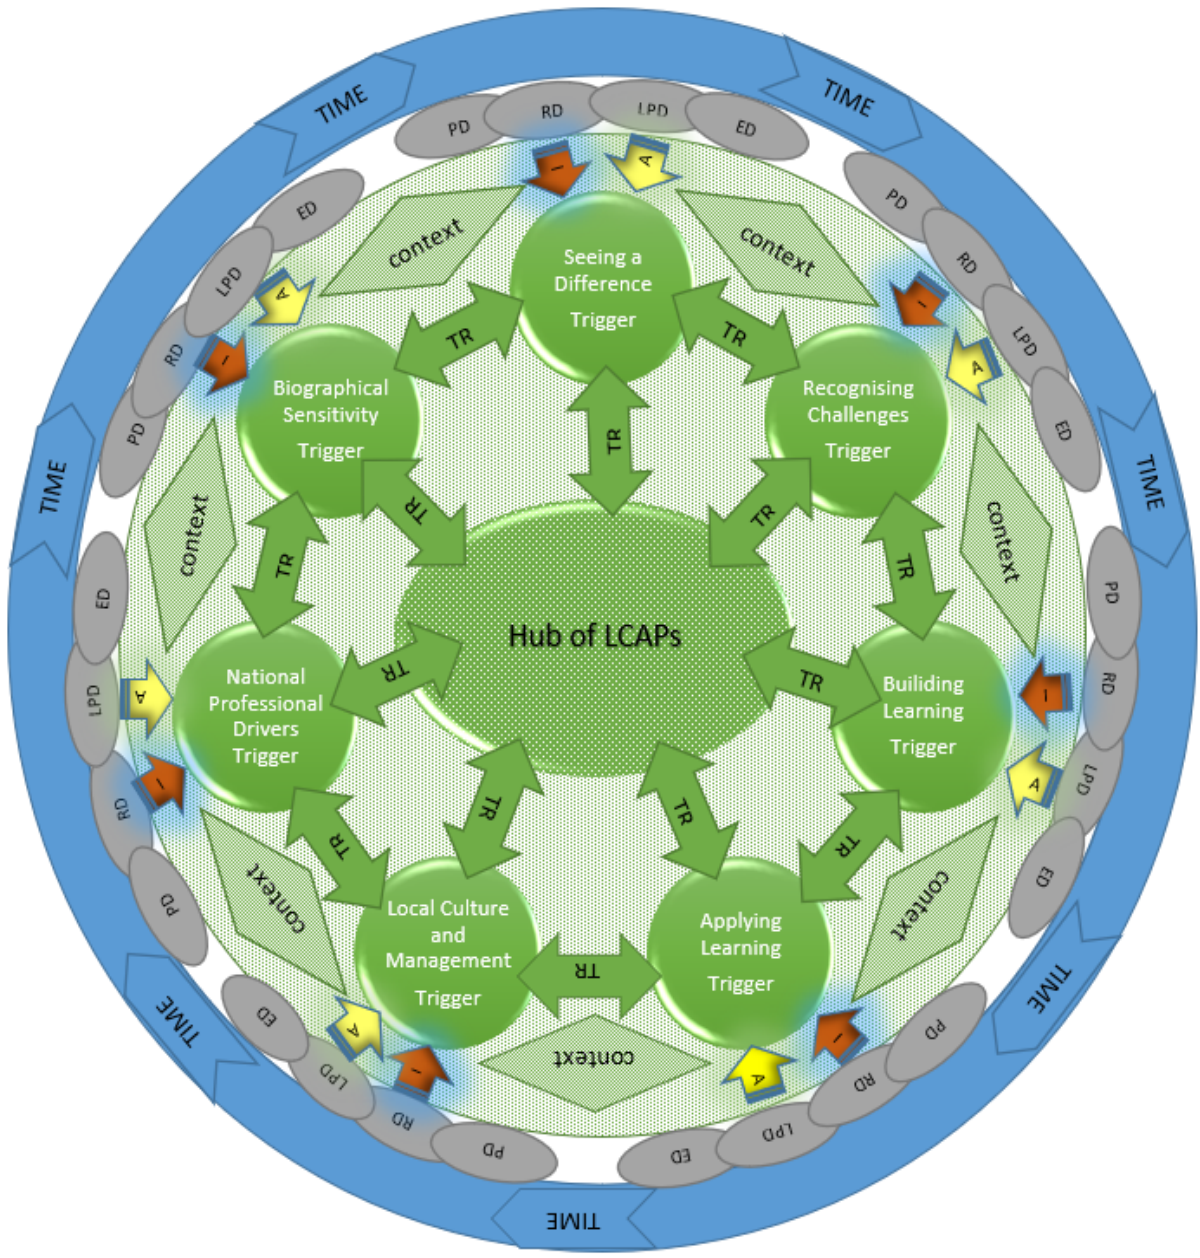 TIME
TIME
PD
RD
LPD
ED
I
A
context
context
Seeing a
Difference
Trigger
TR
TR
TR
ED
LPD
RD
PD
A
I
Biographical
Sensitivity
Trigger
TR
PD
RD
LPD
ED
I
A
Recognising
Challenges
Trigger
TR
TIME
TIME
context
context
TR
TR
Hub of LCAPs
ED
LPD
RD
PD
A
I
National
Professional
Drivers
Trigger
TR
PD
RD
LPD
ED
I
A
Builiding
Learning
Trigger
TR
context
context
TR
TR
TR
TR
Local Culture
and
Management
Trigger
TR
Applying
Learning
Trigger
A
I
A
I
context
ED
LPD
RD
PD
ED
LPD
RD
PD
TIME
TIME
TIME